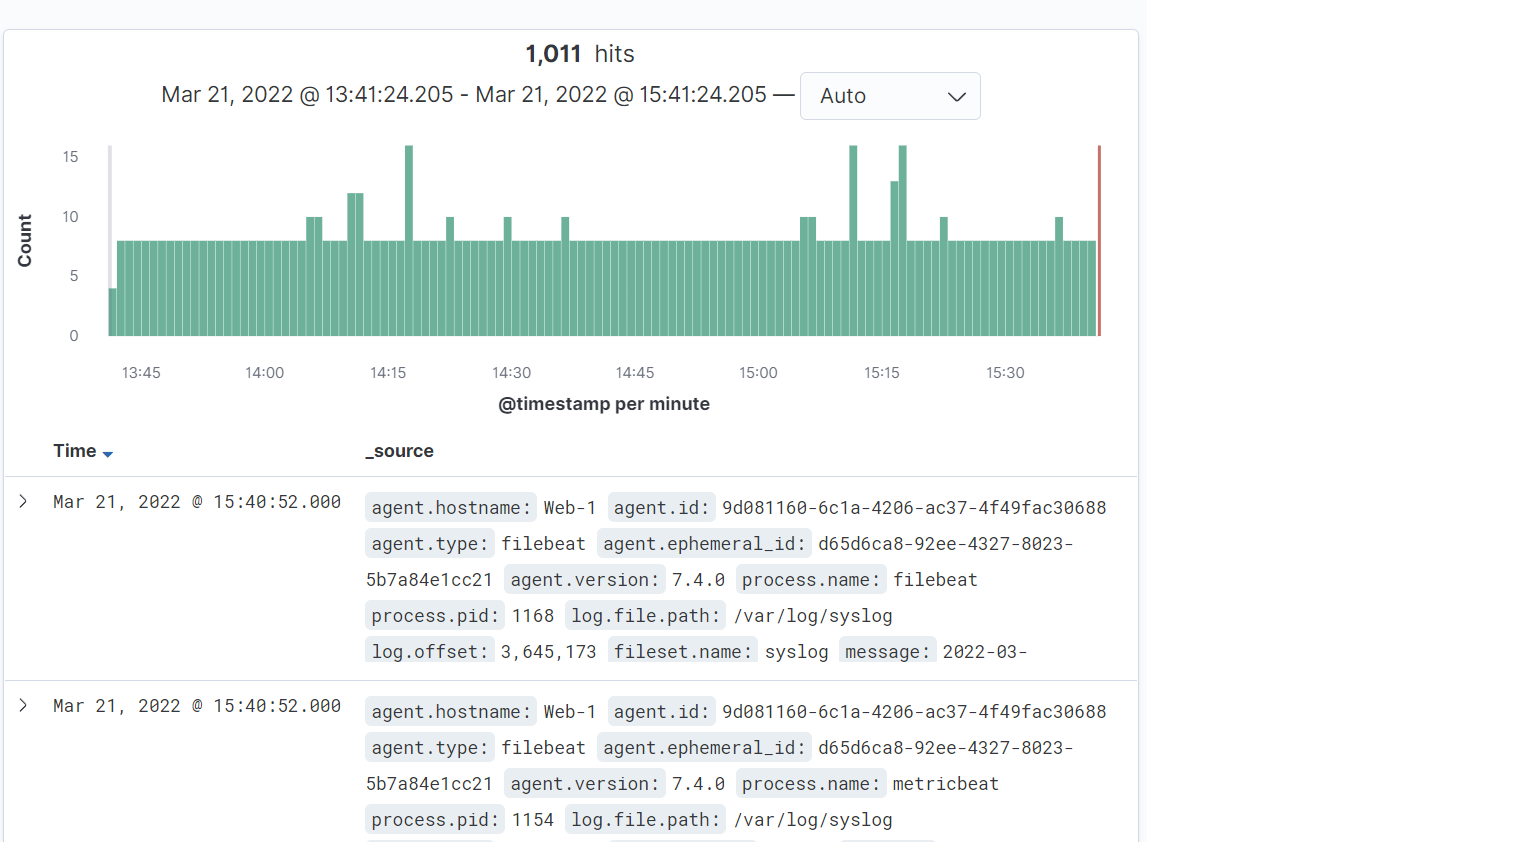 1,011 hits
Mar 21, 2022 @ 13:41:24.205 - Mar 21, 2022 @ 15:41:24.205 — Auto
Count
15
10
5
0
13:45 14:00 14:15 14:30 14:45 15:00 15:15 15:30
@timestamp per minute
Time _source
Mar 21, 2022 @ 15:40:52.000 agent.hostname: Web-1 agent.id: 9d081160-6c1a-4206-ac37-4f49fac30688
agent.type: filebeat agent.ephemeral_id: d65d6ca8-92ee-4327-8023-
5b7a84e1cc21 agent.version: 7.4.0 process.name: filebeat
process.pid: 1168 log.file.path: /var/log/syslog
log.offset: 3,645,173 fileset.name: syslog message: 2022-03-
Mar 21, 2022 @ 15:40:52.000 agent.hostname: Web-1 agent.id: 9d081160-6c1a-4206-ac37-4f49fac30688
agent.type: filebeat agent.ephemeral_id: d65d6ca8-92ee-4327-8023-
5b7a84e1cc21 agent.version: 7.4.0 process.name: metricbeat
process.pid: 1154 log.file.path: /var/log/syslog